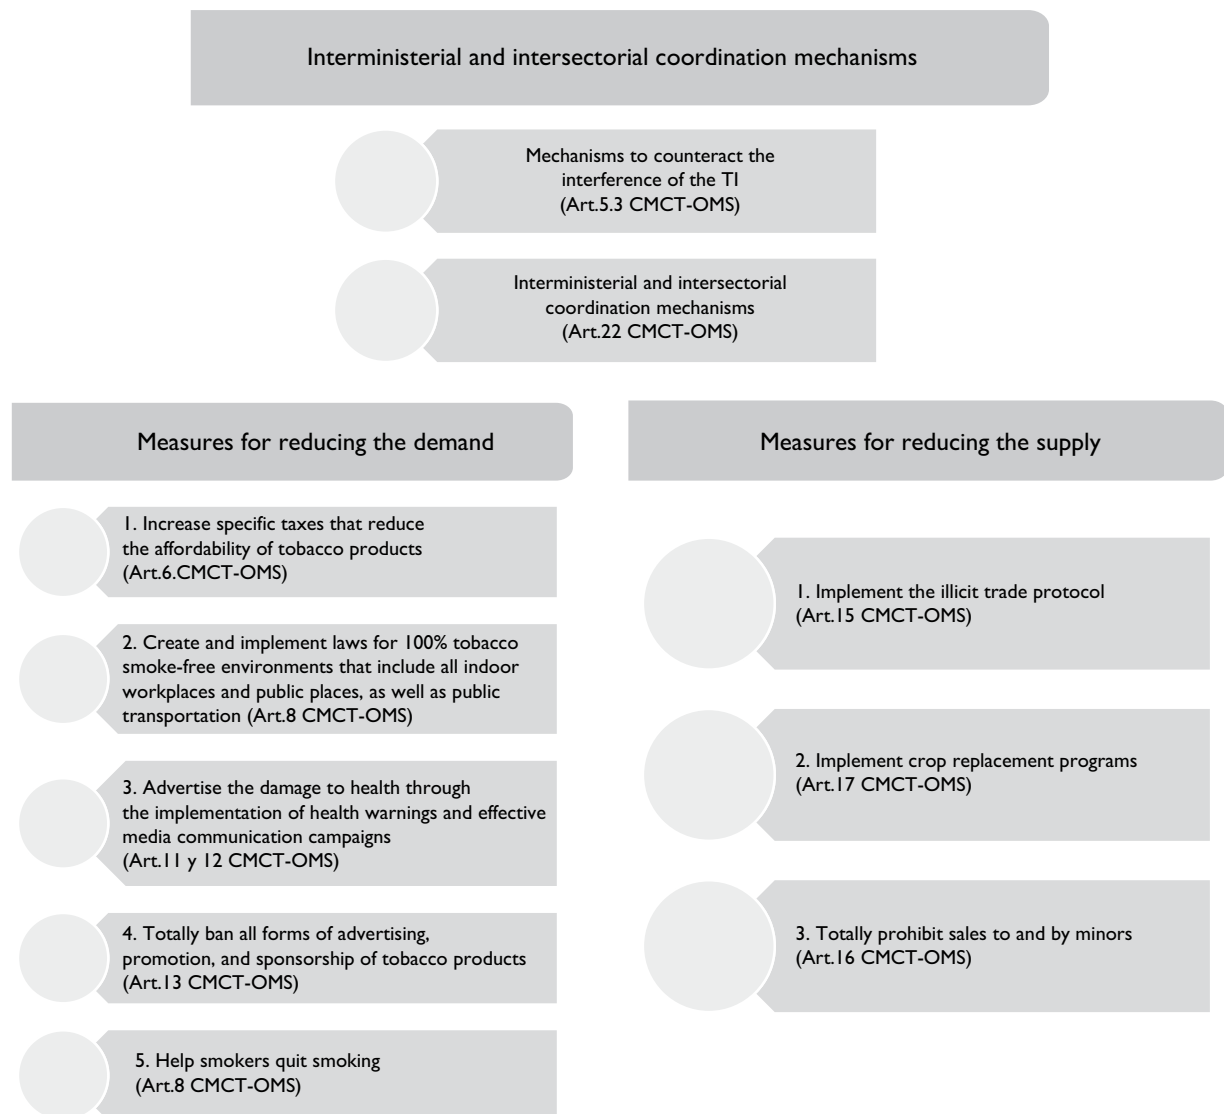 Interministerial and intersectorial coordination mechanisms
Mechanisms to counteract the
interference of the TI
(Art.5.3 CMCT-OMS)
Interministerial and intersectorial
coordination mechanisms
(Art.22 CMCT-OMS)
Measures for reducing the demand
1. Increase specific taxes that reduce
the affordability of tobacco products
(Art.6.CMCT-OMS)
2. Create and implement laws for 100% tobacco
smoke-free environments that include all indoor
workplaces and public places, as well as public
transportation (Art.8 CMCT-OMS)
3. Advertise the damage to health through
the implementation of health warnings and effective
media communication campaigns
(Art.11 y 12 CMCT-OMS)
4. Totally ban all forms of advertising,
promotion, and sponsorship of tobacco products
(Art.13 CMCT-OMS)
5. Help smokers quit smoking
(Art.8 CMCT-OMS)
Measures for reducing the supply
1. Implement the illicit trade protocol
(Art.15 CMCT-OMS)
2. Implement crop replacement programs
(Art.17 CMCT-OMS)
3. Totally prohibit sales to and by minors
(Art.16 CMCT-OMS)